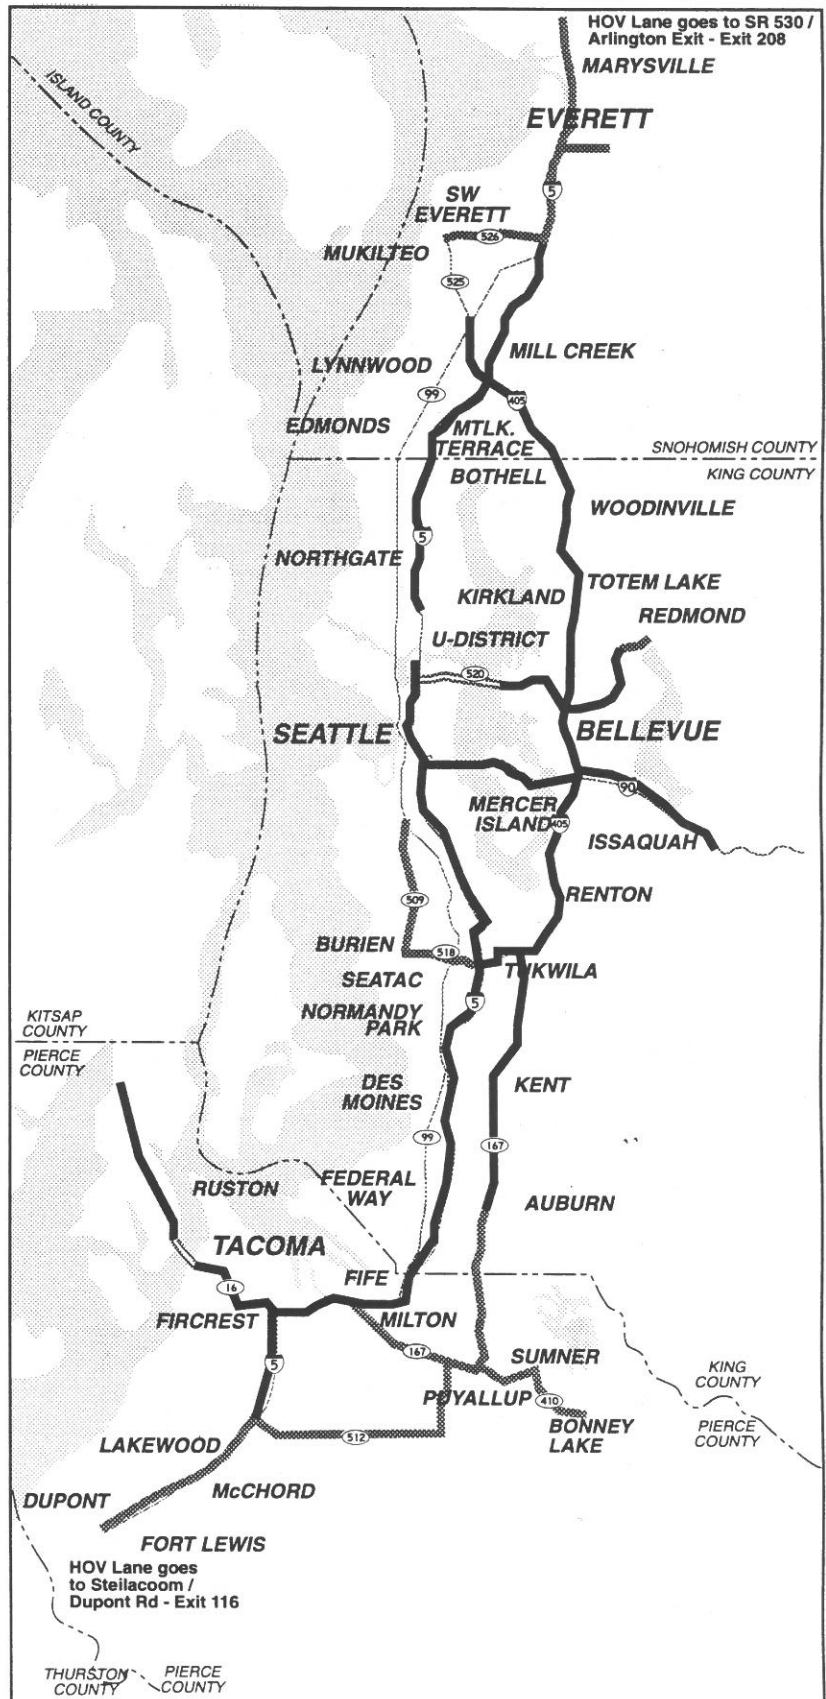 HOV Lane goes to SR 530 /
Arlington Exit - Exit 208
MARYSVILLE
ISLAND COUNTY
EVERETT
5
SW
EVERETT
526
MUKILTEO
525
MILL CREEK
LYNNWOOD
99
405
EDMONDS
MTLK.
TERRACE
SNOHOMISH COUNTY
BOTHELL
KING COUNTY
WOODINVILLE
5
NORTHGATE
TOTEM LAKE
KIRKLAND
REDMOND
U-DISTRICT
520
SEATTLE
BELLEVUE
90
MERCER
ISLAND
405
ISSAQUAH
RENTON
509
BURIEN
518
TUKWILA
SEATAC
5
NORMANDY
PARK
KITSAP
COUNTY
PIERCE
COUNTY
DES
MOINES
KENT
99
167
FEDERAL
WAY
RUSTON
AUBURN
TACOMA
FIFE
16
FIRCREST
MILTON
167
SUMNER
5
KING
COUNTY
PUYALLUP
410
PIERCE
COUNTY
BONNEY
LAKE
512
LAKEWOOD
McCHORD
DUPONT
FORT LEWIS
HOV Lane goes
to Steilacoom /
Dupont Rd - Exit 116
THURSTON
COUNTY
PIERCE
COUNTY